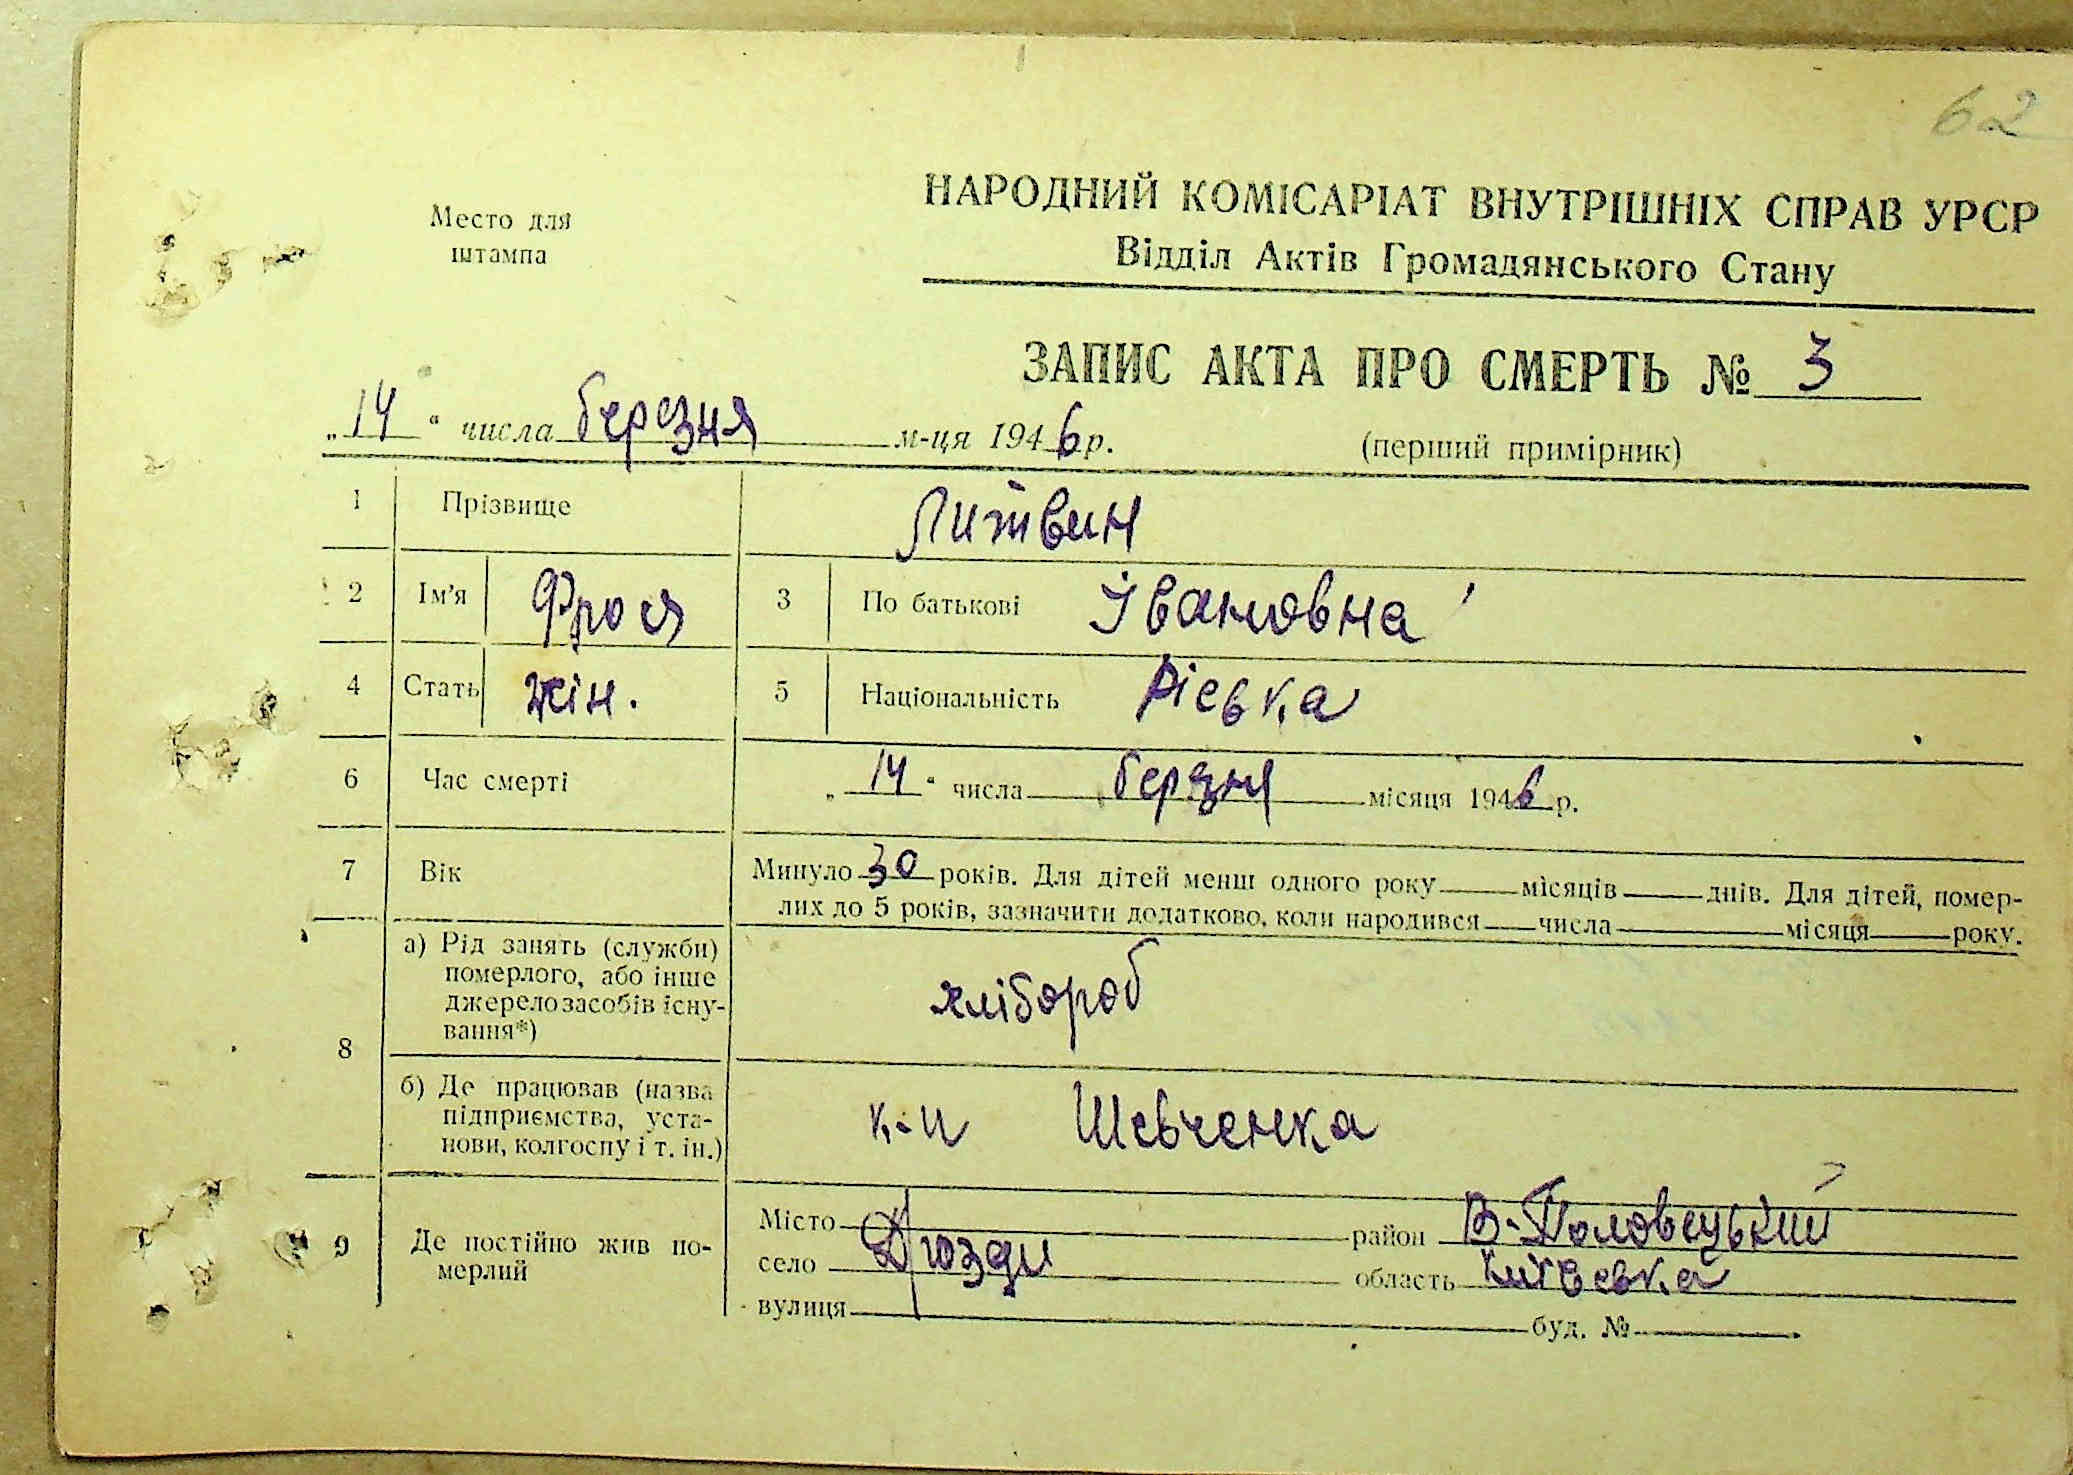 62
Место для
штампа
НАРОДНИЙ КОМІСАРІАТ ВНУТРІШНІХ СПРАВ УРСР
Відділ Актів Громадянського Стану
ЗАПИС АКТА ПРО СМЕРТЬ № 3
„14" числа березня м-ця 1946 р.
(перший примірник)
1 Прізвище Литвин
2 Ім'я Фрося 3 По батькові Івановна
4 Стать жін. 5 Національність
6 Час смерті „14" числа березня місяця 1946 р.
7 Вік Минуло 30 років. Для дітей менш одного року місяців днів. Для дітей, помер-
лих до 5 років, зазначити додатково, коли народився числа місяця року.
8 а) Рід занять (служби)
померлого, або інше
джерело засобів існу-
вання*)
хлібороб
б) Де працював (назва
підприємства, уста-
нови, колгоспу і т. ін.)
Шевченка
9 Де постійно жив по-
мерлий
Місто район В-Половецький
село Дрозди область Київська
вулиця буд. №